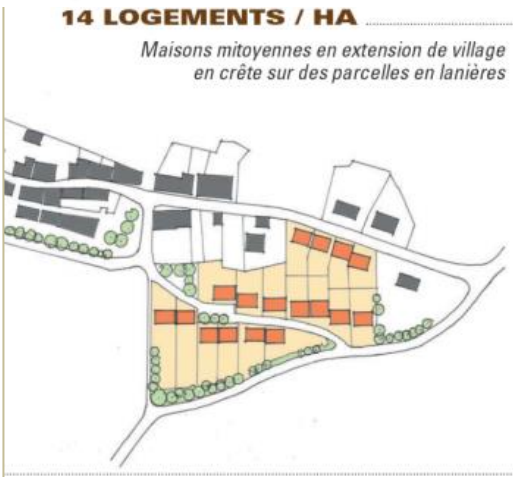 14 LOGEMENTS / HA
Maisons mitoyennes en extension de village
en crête sur des parcelles en lanières